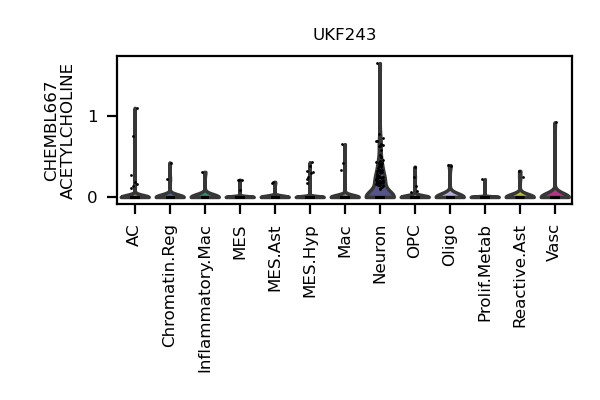 UKF243
CHEMBL667
ACETYLCHOLINE
1
0
AC
Chromatin.Reg
Inflammatory.Mac
MES
MES.Ast
MES.Hyp
Mac
Neuron
OPC
Oligo
Prolif.Metab
Reactive.Ast
Vasc